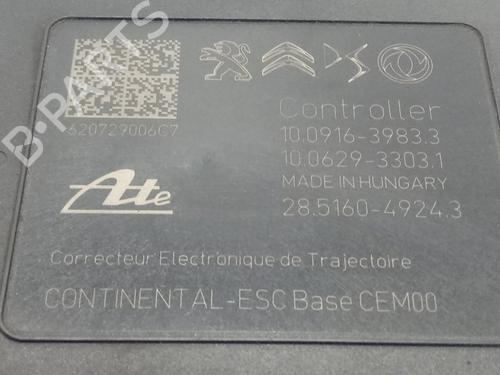 Controller
620729006C7
10.0916-3983.3
10.0629-3303.1
MADE IN HUNGARY
Ate
28.5160-4924.3
Correcteur Electronique de Trajectoire
CONTINENTAL-ESC Base CEM00
B-PARTS